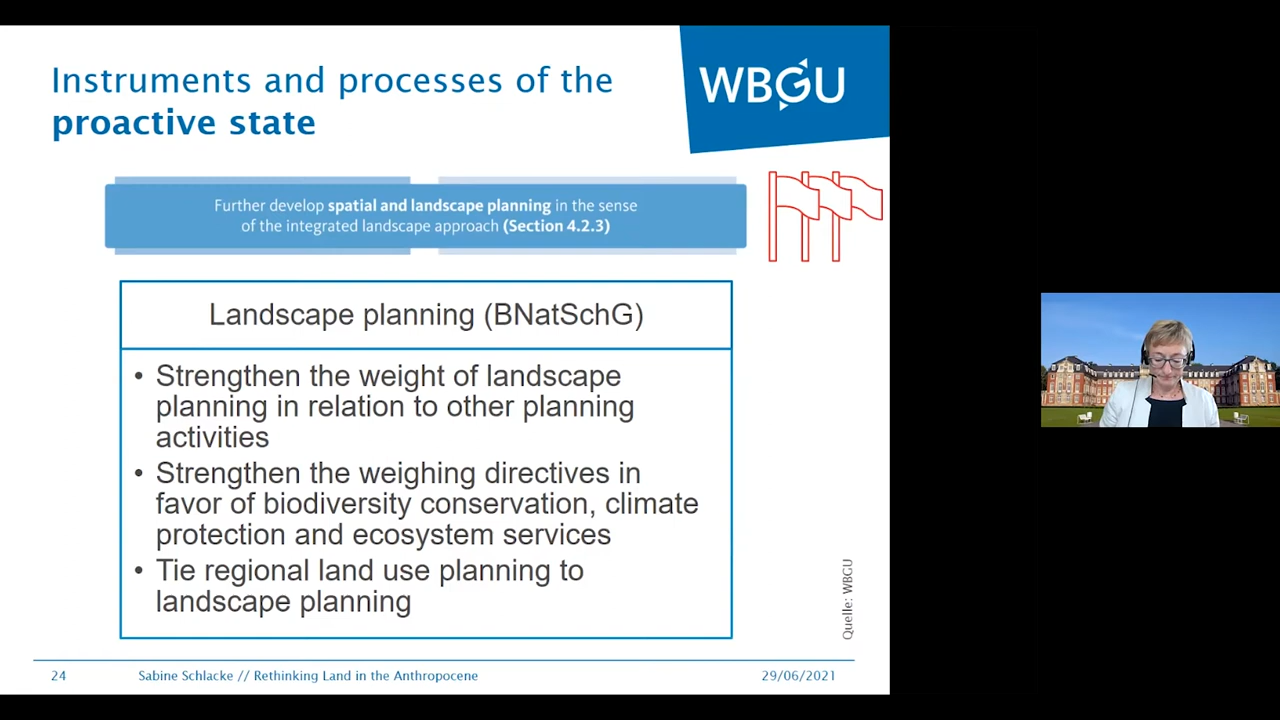 Instruments and processes of the
proactive state
WBGU
Further develop spatial and landscape planning in the sense
of the integrated landscape approach (Section 4.2.3)
Landscape planning (BNatSchG)
• Strengthen the weight of landscape
planning in relation to other planning
activities
• Strengthen the weighing directives in
favor of biodiversity conservation, climate
protection and ecosystem services
• Tie regional land use planning to
landscape planning
Quelle: WBGU
24
Sabine Schlacke // Rethinking Land in the Anthropocene
29/06/2021